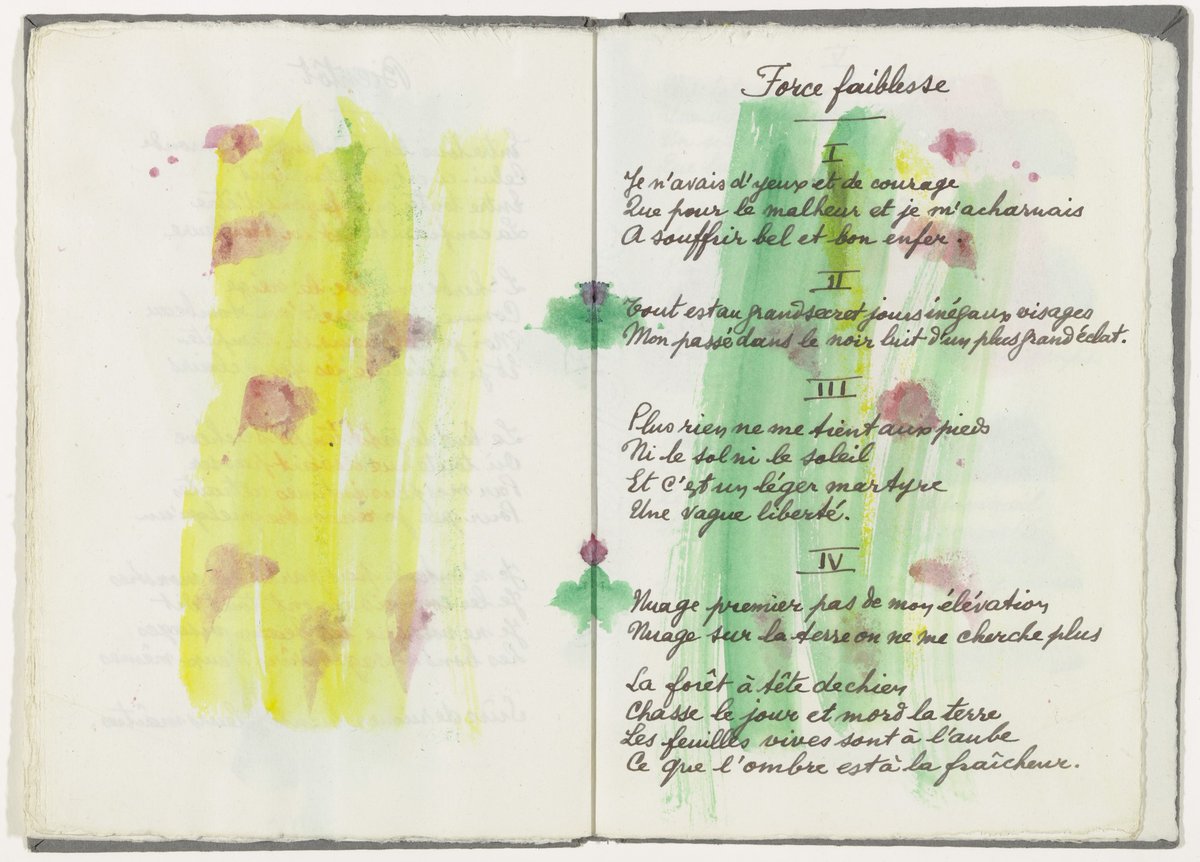 Force faiblesse
I
Je n'avais d'yeux et de courage
Que pour le malheur et je m'acharnais
A souffrir bel et bon enfer.
II
Tout est au grand secret jours inégaux visages
Mon passé dans le noir luit d'un plus grand éclat.
III
Plus rien ne me tient aux pieds
Ni le sol ni le soleil
Et c'est un léger martyre
Une vague liberté.
IV
Nuage premier pas de mon élévation
Nuage sur la terre on ne me cherche plus
La forêt à tête de chien
Chasse le jour et mord la terre
Les feuilles vives sont à l'aube
Ce que l'ombre est à la fraîcheur.